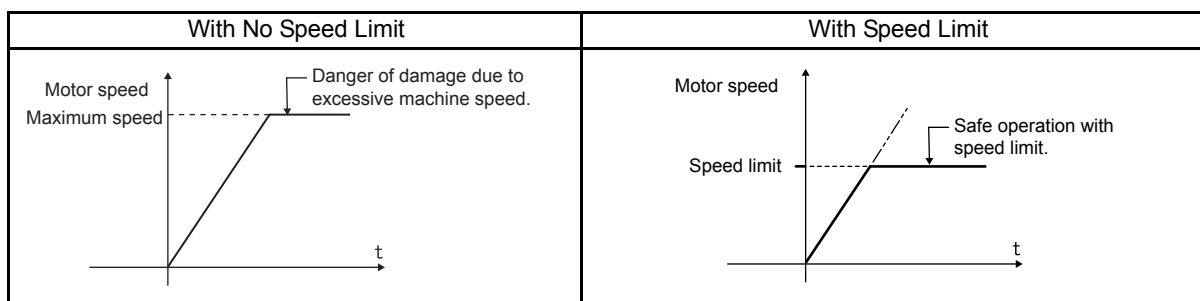 With No Speed Limit
With Speed Limit
Motor speed
Maximum speed
Danger of damage due to
excessive machine speed.
t
Motor speed
Speed limit
Safe operation with
speed limit.
t